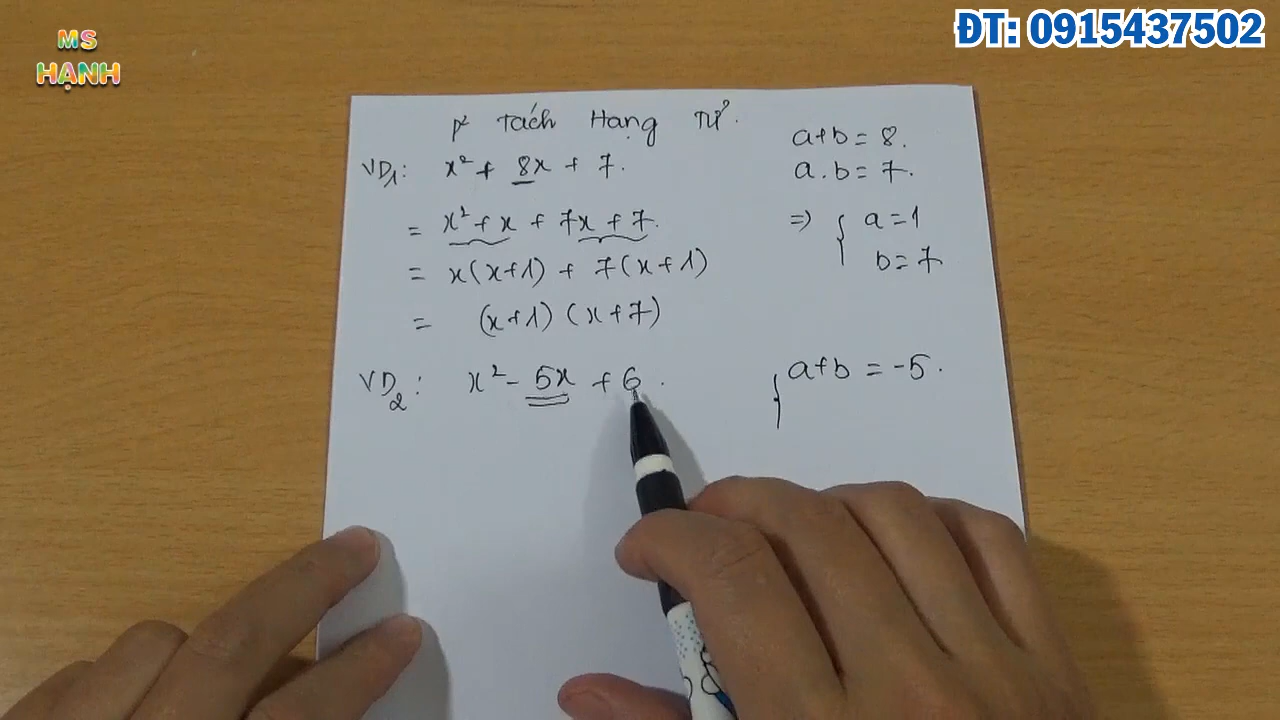 MS
HẠNH
ĐT: 0915437502
P² Tách Hạng Tử.
VD1: x² + 8x + 7.
= x² + x + 7x + 7.
= x(x+1) + 7(x+1)
= (x+1)(x+7)
VD2: x² - 5x + 6.
a+b = 8.
a.b = 7.
=> { a=1
b=7
{ a+b = -5.